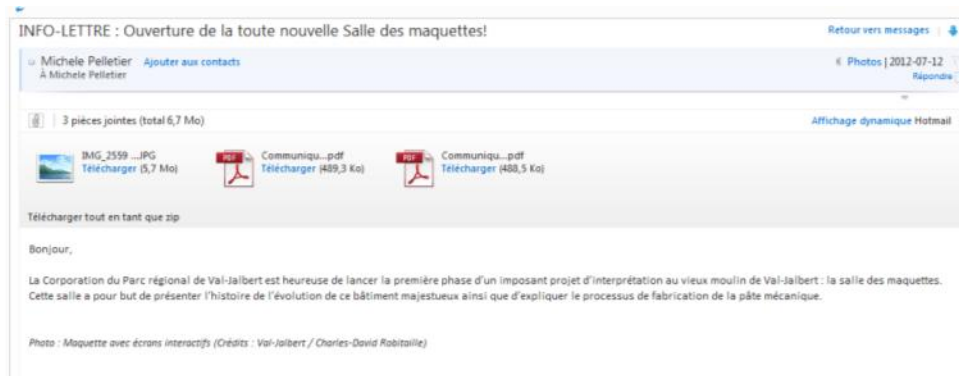 INFO-LETTRE : Ouverture de la toute nouvelle Salle des maquettes!
Retour vers messages
Michele Pelletier Ajouter aux contacts
Photos | 2012-07-12
À Michele Pelletier
Répondre
3 pièces jointes (total 6,7 Mo)
Affichage dynamique Hotmail
IMG_2559 ...JPG
Télécharger (5,7 Mo)
PDF
Communiqu...pdf
Télécharger (489,3 Ko)
PDF
Communiqu...pdf
Télécharger (488,5 Ko)
Télécharger tout en tant que zip
Bonjour,
La Corporation du Parc régional de Val-Jalbert est heureuse de lancer la première phase d'un imposant projet d'interprétation au vieux moulin de Val-Jalbert : la salle des maquettes.
Cette salle a pour but de présenter l'histoire de l'évolution de ce bâtiment majestueux ainsi que d'expliquer le processus de fabrication de la pâte mécanique.
Photo : Maquette avec écrans interactifs (Crédits : Val-Jalbert / Charles-David Robitaille)